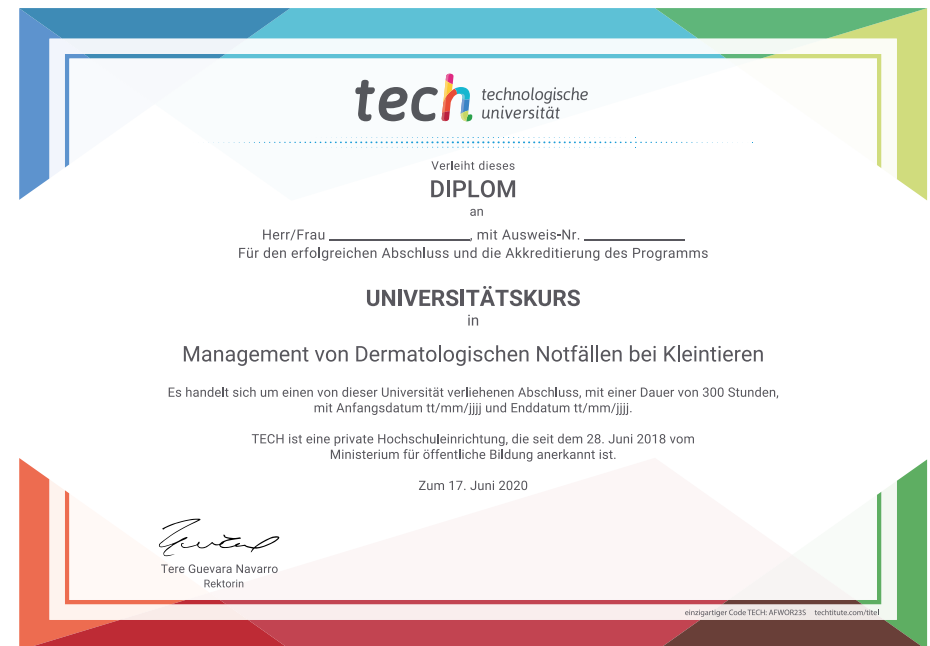 tech technologische
universität
Verleiht dieses
DIPLOM
an
Herr/Frau ____________________, mit Ausweis-Nr. ______________
Für den erfolgreichen Abschluss und die Akkreditierung des Programms
UNIVERSITÄTSKURS
in
Management von Dermatologischen Notfällen bei Kleintieren
Es handelt sich um einen von dieser Universität verliehenen Abschluss, mit einer Dauer von 300 Stunden,
mit Anfangsdatum tt/mm/jjjj und Enddatum tt/mm/jjjj.
TECH ist eine private Hochschuleinrichtung, die seit dem 28. Juni 2018 vom
Ministerium für öffentliche Bildung anerkannt ist.
Zum 17. Juni 2020
Tere Guevara Navarro
Rektorin
einzigartiger Code TECH: AFWOR23S techtitute.com/titel